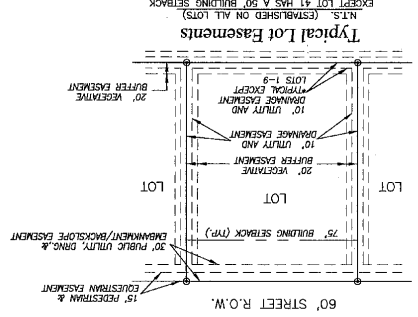 60' STREET R.O.W.
15' PEDESTRIAN &
EQUESTRIAN EASEMENT
30' PUBLIC UTILITY, DRNG.,&
EMBANKMENT/BACKSLOPE EASEMENT
75' BUILDING SETBACK (TYP.)
LOT
LOT
LOT
20' VEGETATIVE
BUFFER EASEMENT
10' UTILITY AND
DRAINAGE EASEMENT
10' UTILITY AND
DRAINAGE EASEMENT
*TYPICAL EXCEPT
LOTS 1-9
20' VEGETATIVE
BUFFER EASEMENT
Typical Lot Easements
N.T.S. (ESTABLISHED ON ALL LOTS)
EXCEPT LOT 41 HAS A 50' BUILDING SETBACK